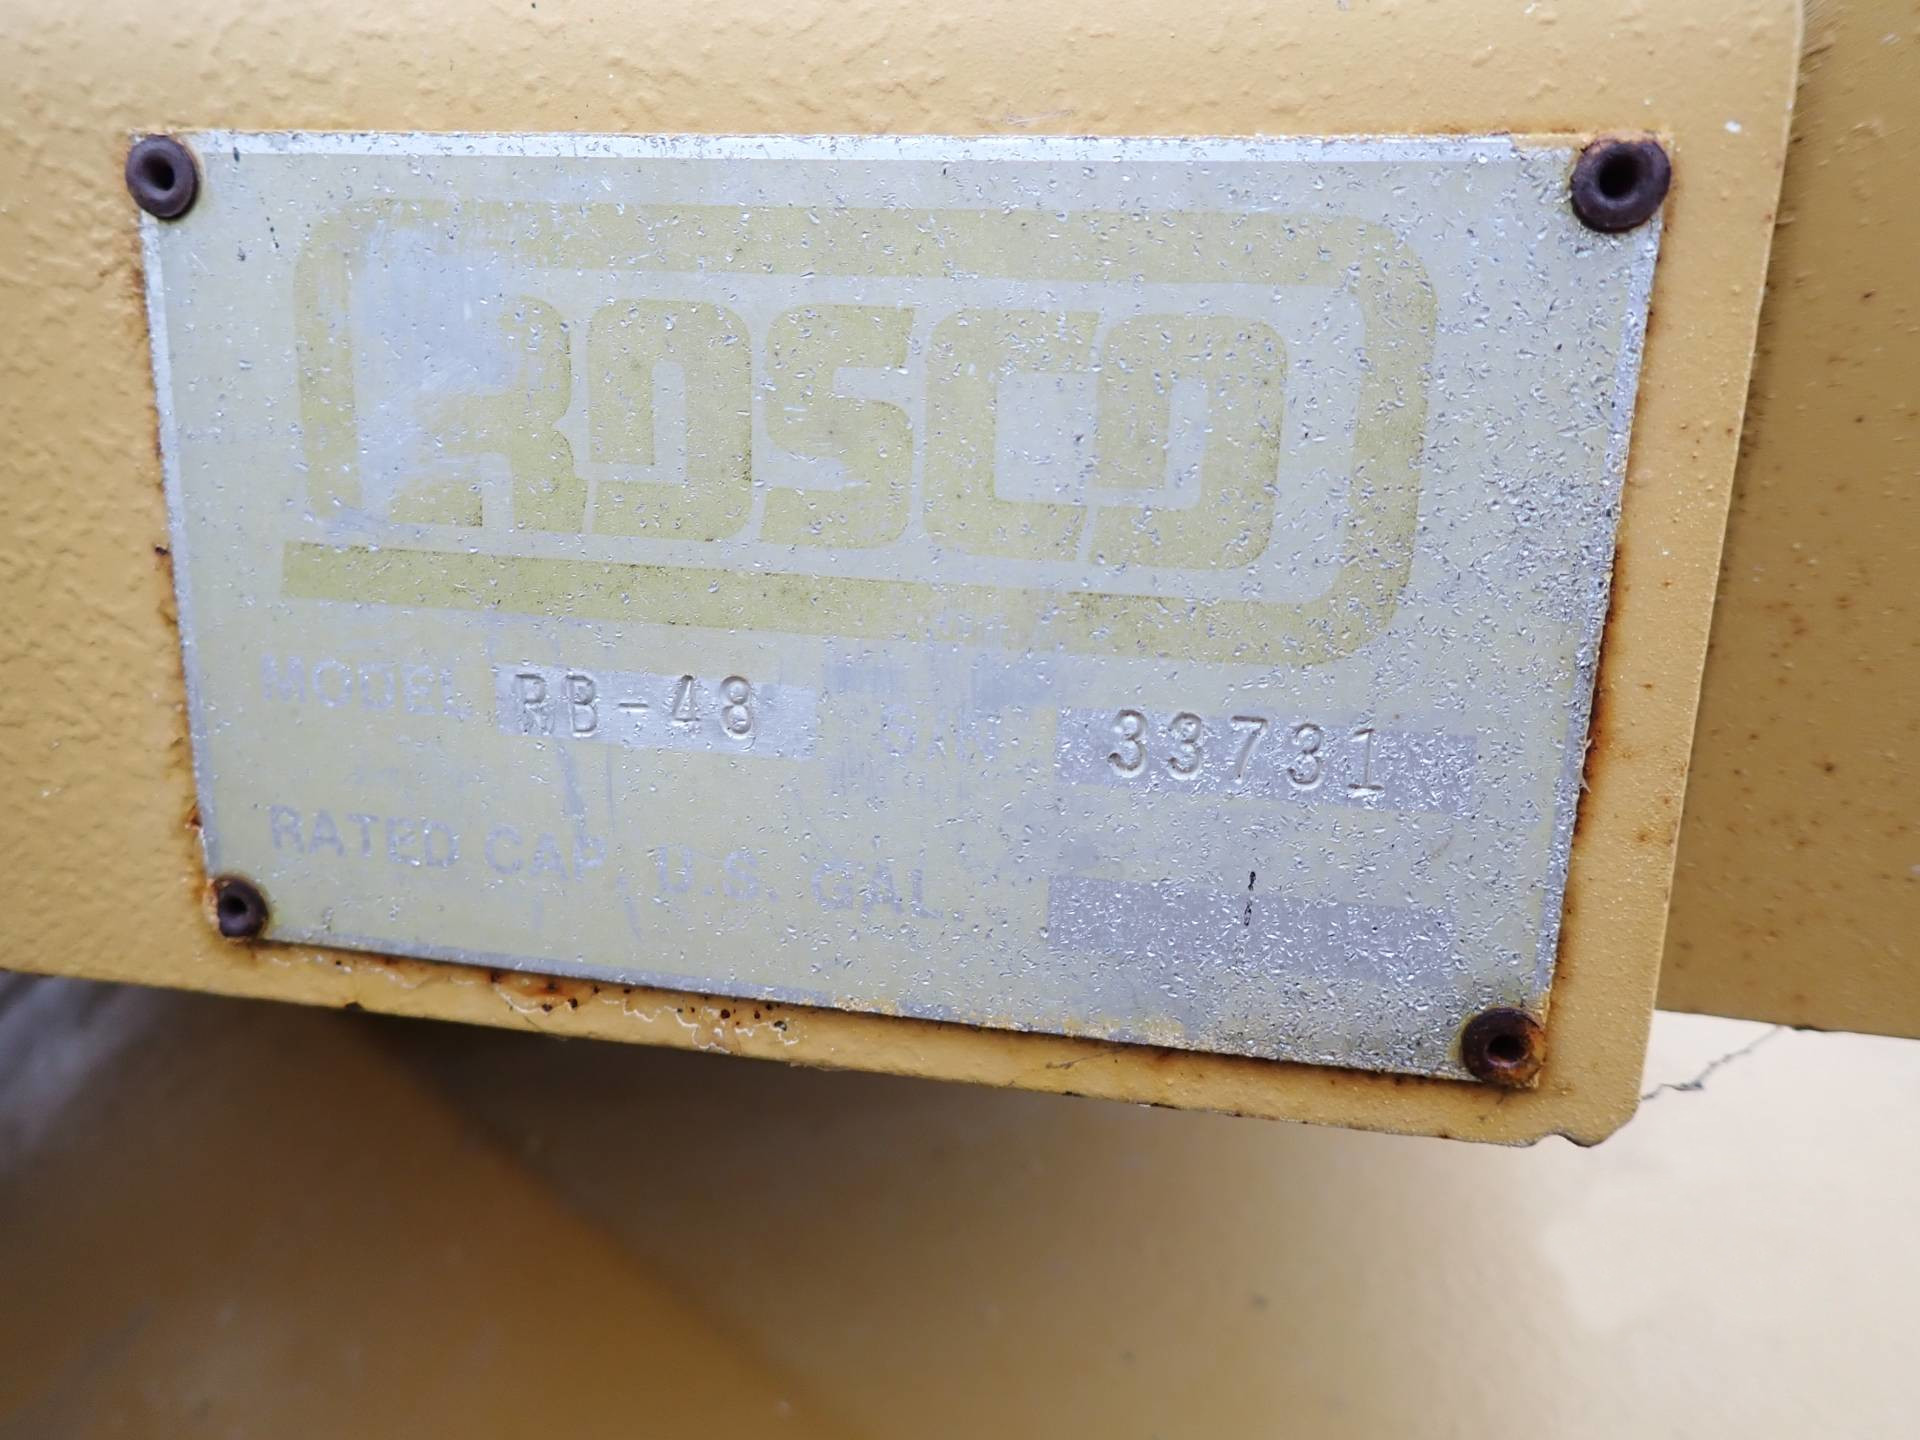 ROSCO
MODEL RB-48 S/N 33731
RATED CAP. U.S. GAL.